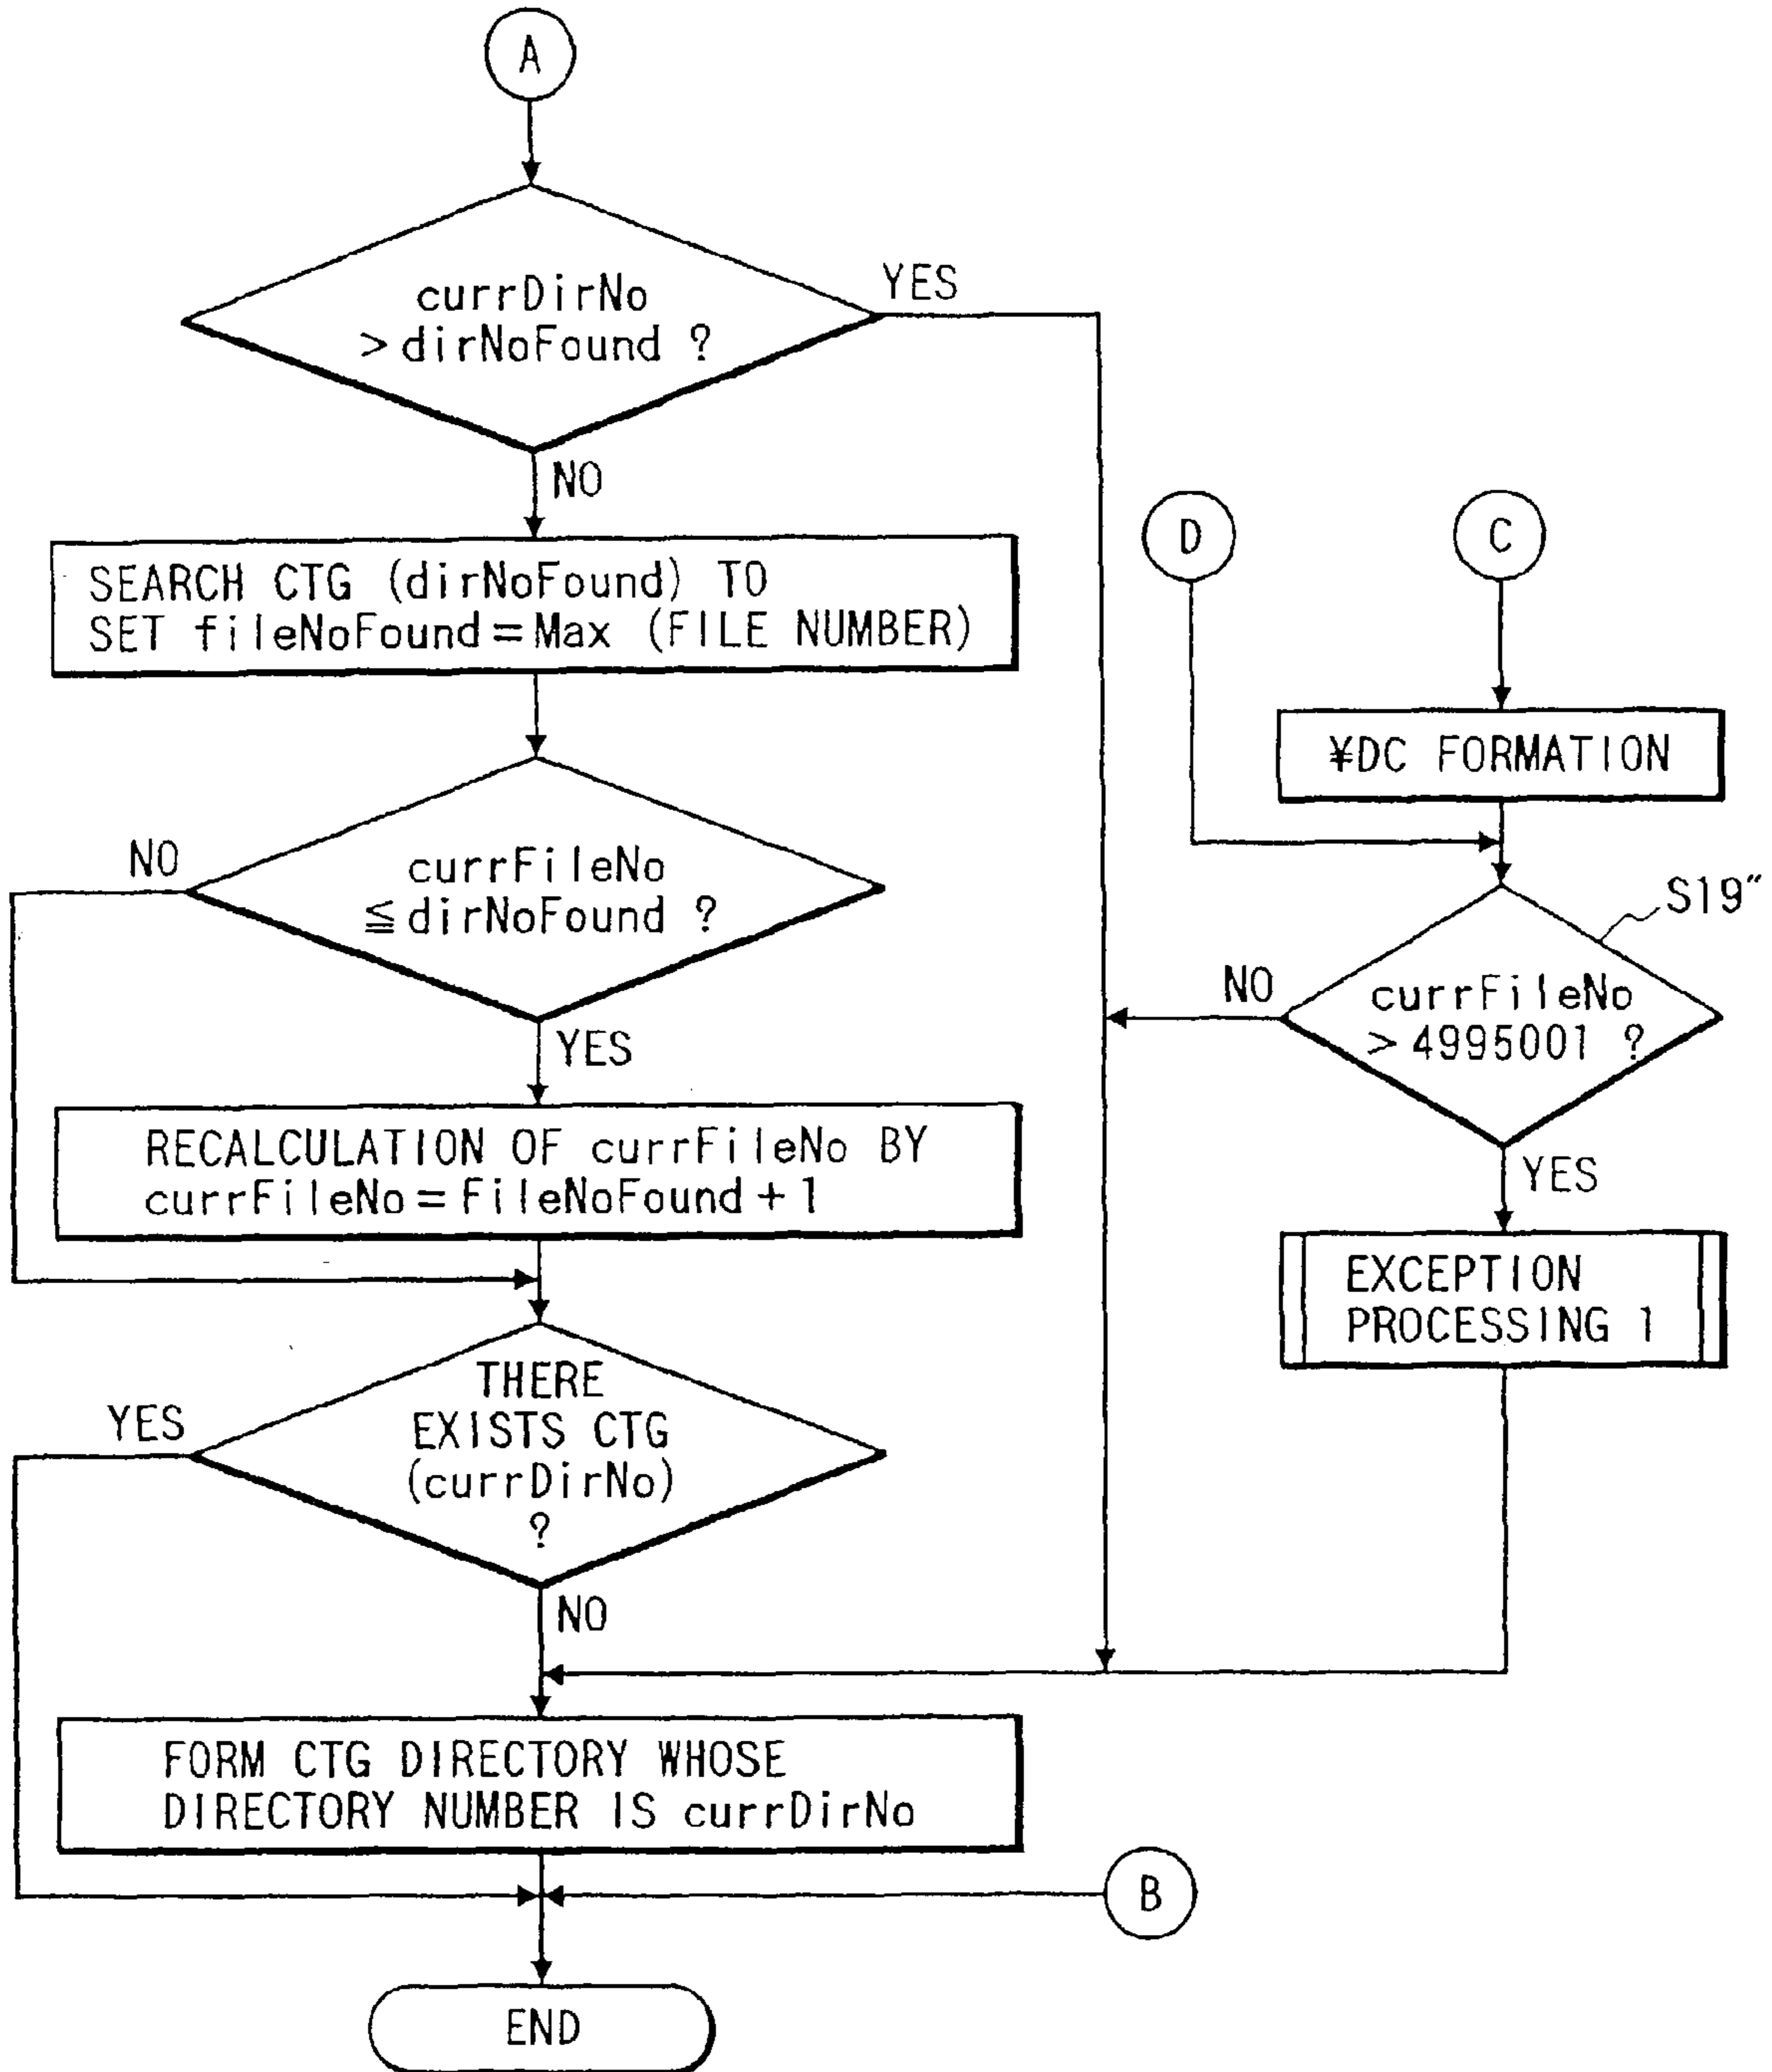 A
currDirNo
> dirNoFound ?
YES
NO
SEARCH CTG (dirNoFound) TO
SET fileNoFound = Max (FILE NUMBER)
currFileNo
≦ dirNoFound ?
NO
YES
RECALCULATION OF currFileNo BY
currFileNo = FileNoFound + 1
THERE
EXISTS CTG
(currDirNo)
?
YES
NO
FORM CTG DIRECTORY WHOSE
DIRECTORY NUMBER IS currDirNo
END
D
C
¥DC FORMATION
S19″
currFileNo
> 4995001 ?
NO
YES
EXCEPTION
PROCESSING 1
B